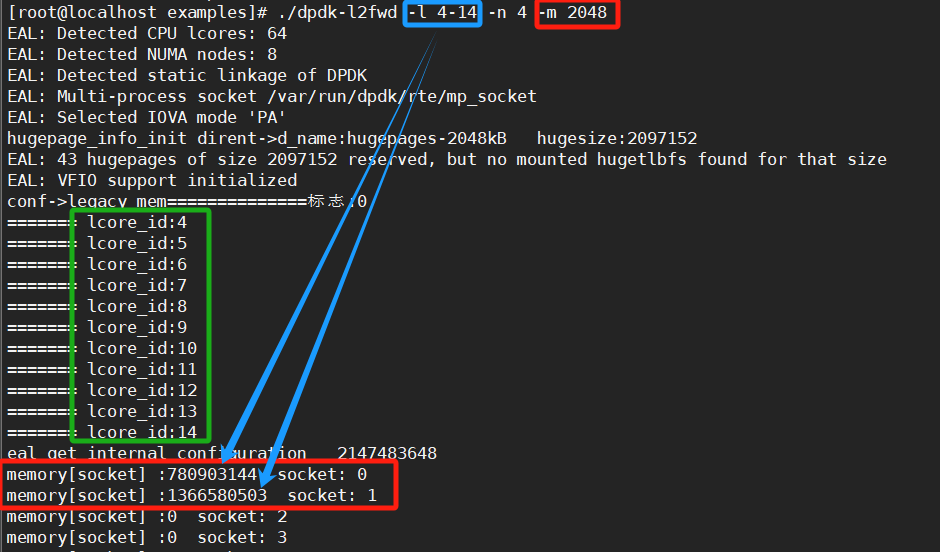 [root@localhost examples]# ./dpdk-l2fwd -l 4-14 -n 4 -m 2048
EAL: Detected CPU lcores: 64
EAL: Detected NUMA nodes: 8
EAL: Detected static linkage of DPDK
EAL: Multi-process socket /var/run/dpdk/rte/mp_socket
EAL: Selected IOVA mode 'PA'
hugepage_info_init dirent->d_name:hugepages-2048kB   hugesize:2097152
EAL: 43 hugepages of size 2097152 reserved, but no mounted hugetlbfs found for that size
EAL: VFIO support initialized
conf->legacy_mem==============标志:0
======= lcore_id:4
======= lcore_id:5
======= lcore_id:6
======= lcore_id:7
======= lcore_id:8
======= lcore_id:9
======= lcore_id:10
======= lcore_id:11
======= lcore_id:12
======= lcore_id:13
======= lcore_id:14
eal_get_internal_configuration   2147483648
memory[socket] :780903144  socket: 0
memory[socket] :1366580503  socket: 1
memory[socket] :0  socket: 2
memory[socket] :0  socket: 3